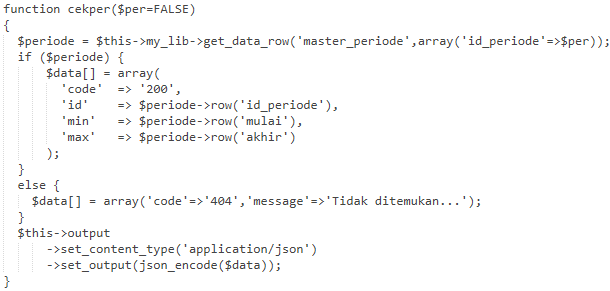 function cekper($per=FALSE)
{
  $periode = $this->my_lib->get_data_row('master_periode',array('id_periode'=>$per));
  if ($periode) {
      $data[] = array(
        'code'  => '200',
        'id'    => $periode->row('id_periode'),
        'min'   => $periode->row('mulai'),
        'max'   => $periode->row('akhir')
      );
  }
  else {
    $data[] = array('code'=>'404','message'=>'Tidak ditemukan...');
  }
  $this->output
      ->set_content_type('application/json')
      ->set_output(json_encode($data));
}